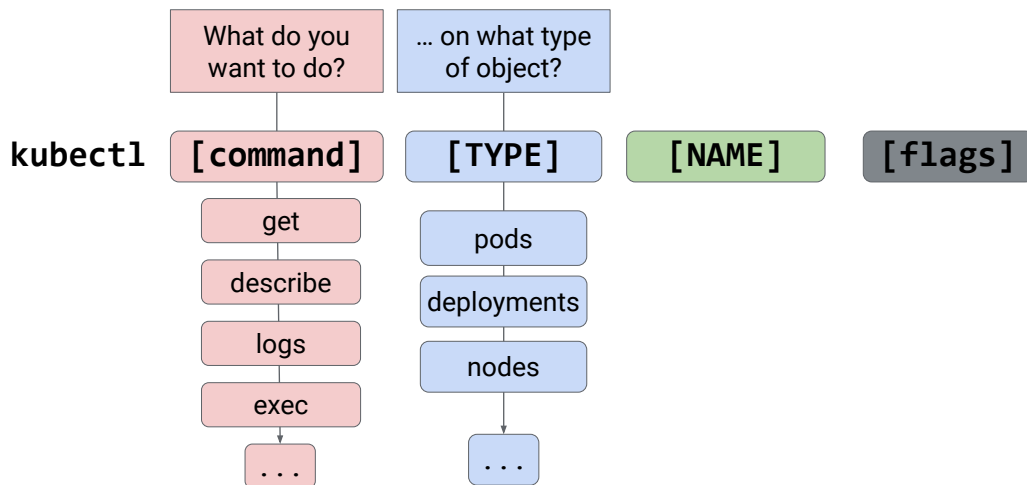 What do you
want to do?
… on what type
of object?
kubectl [command] [TYPE] [NAME] [flags]
get
describe
logs
exec
...
pods
deployments
nodes
...